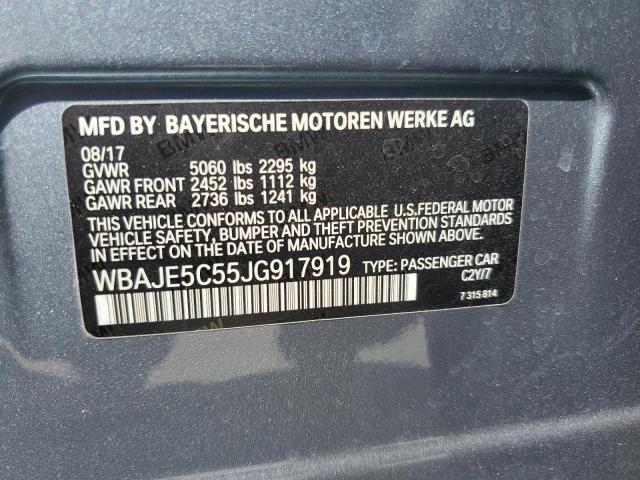 MFD BY BAYERISCHE MOTOREN WERKE AG
08/17
GVWR 5060 lbs 2295 kg
GAWR FRONT 2452 lbs 1112 kg
GAWR REAR 2736 lbs 1241 kg
THIS VEHICLE CONFORMS TO ALL APPLICABLE U.S.FEDERAL MOTOR
VEHICLE SAFETY, BUMPER AND THEFT PREVENTION STANDARDS
IN EFFECT ON THE DATE OF MANUFACTURE SHOWN ABOVE.
WBAJE5C55JG917919 TYPE: PASSENGER CAR
C2Y/7
7 315 814